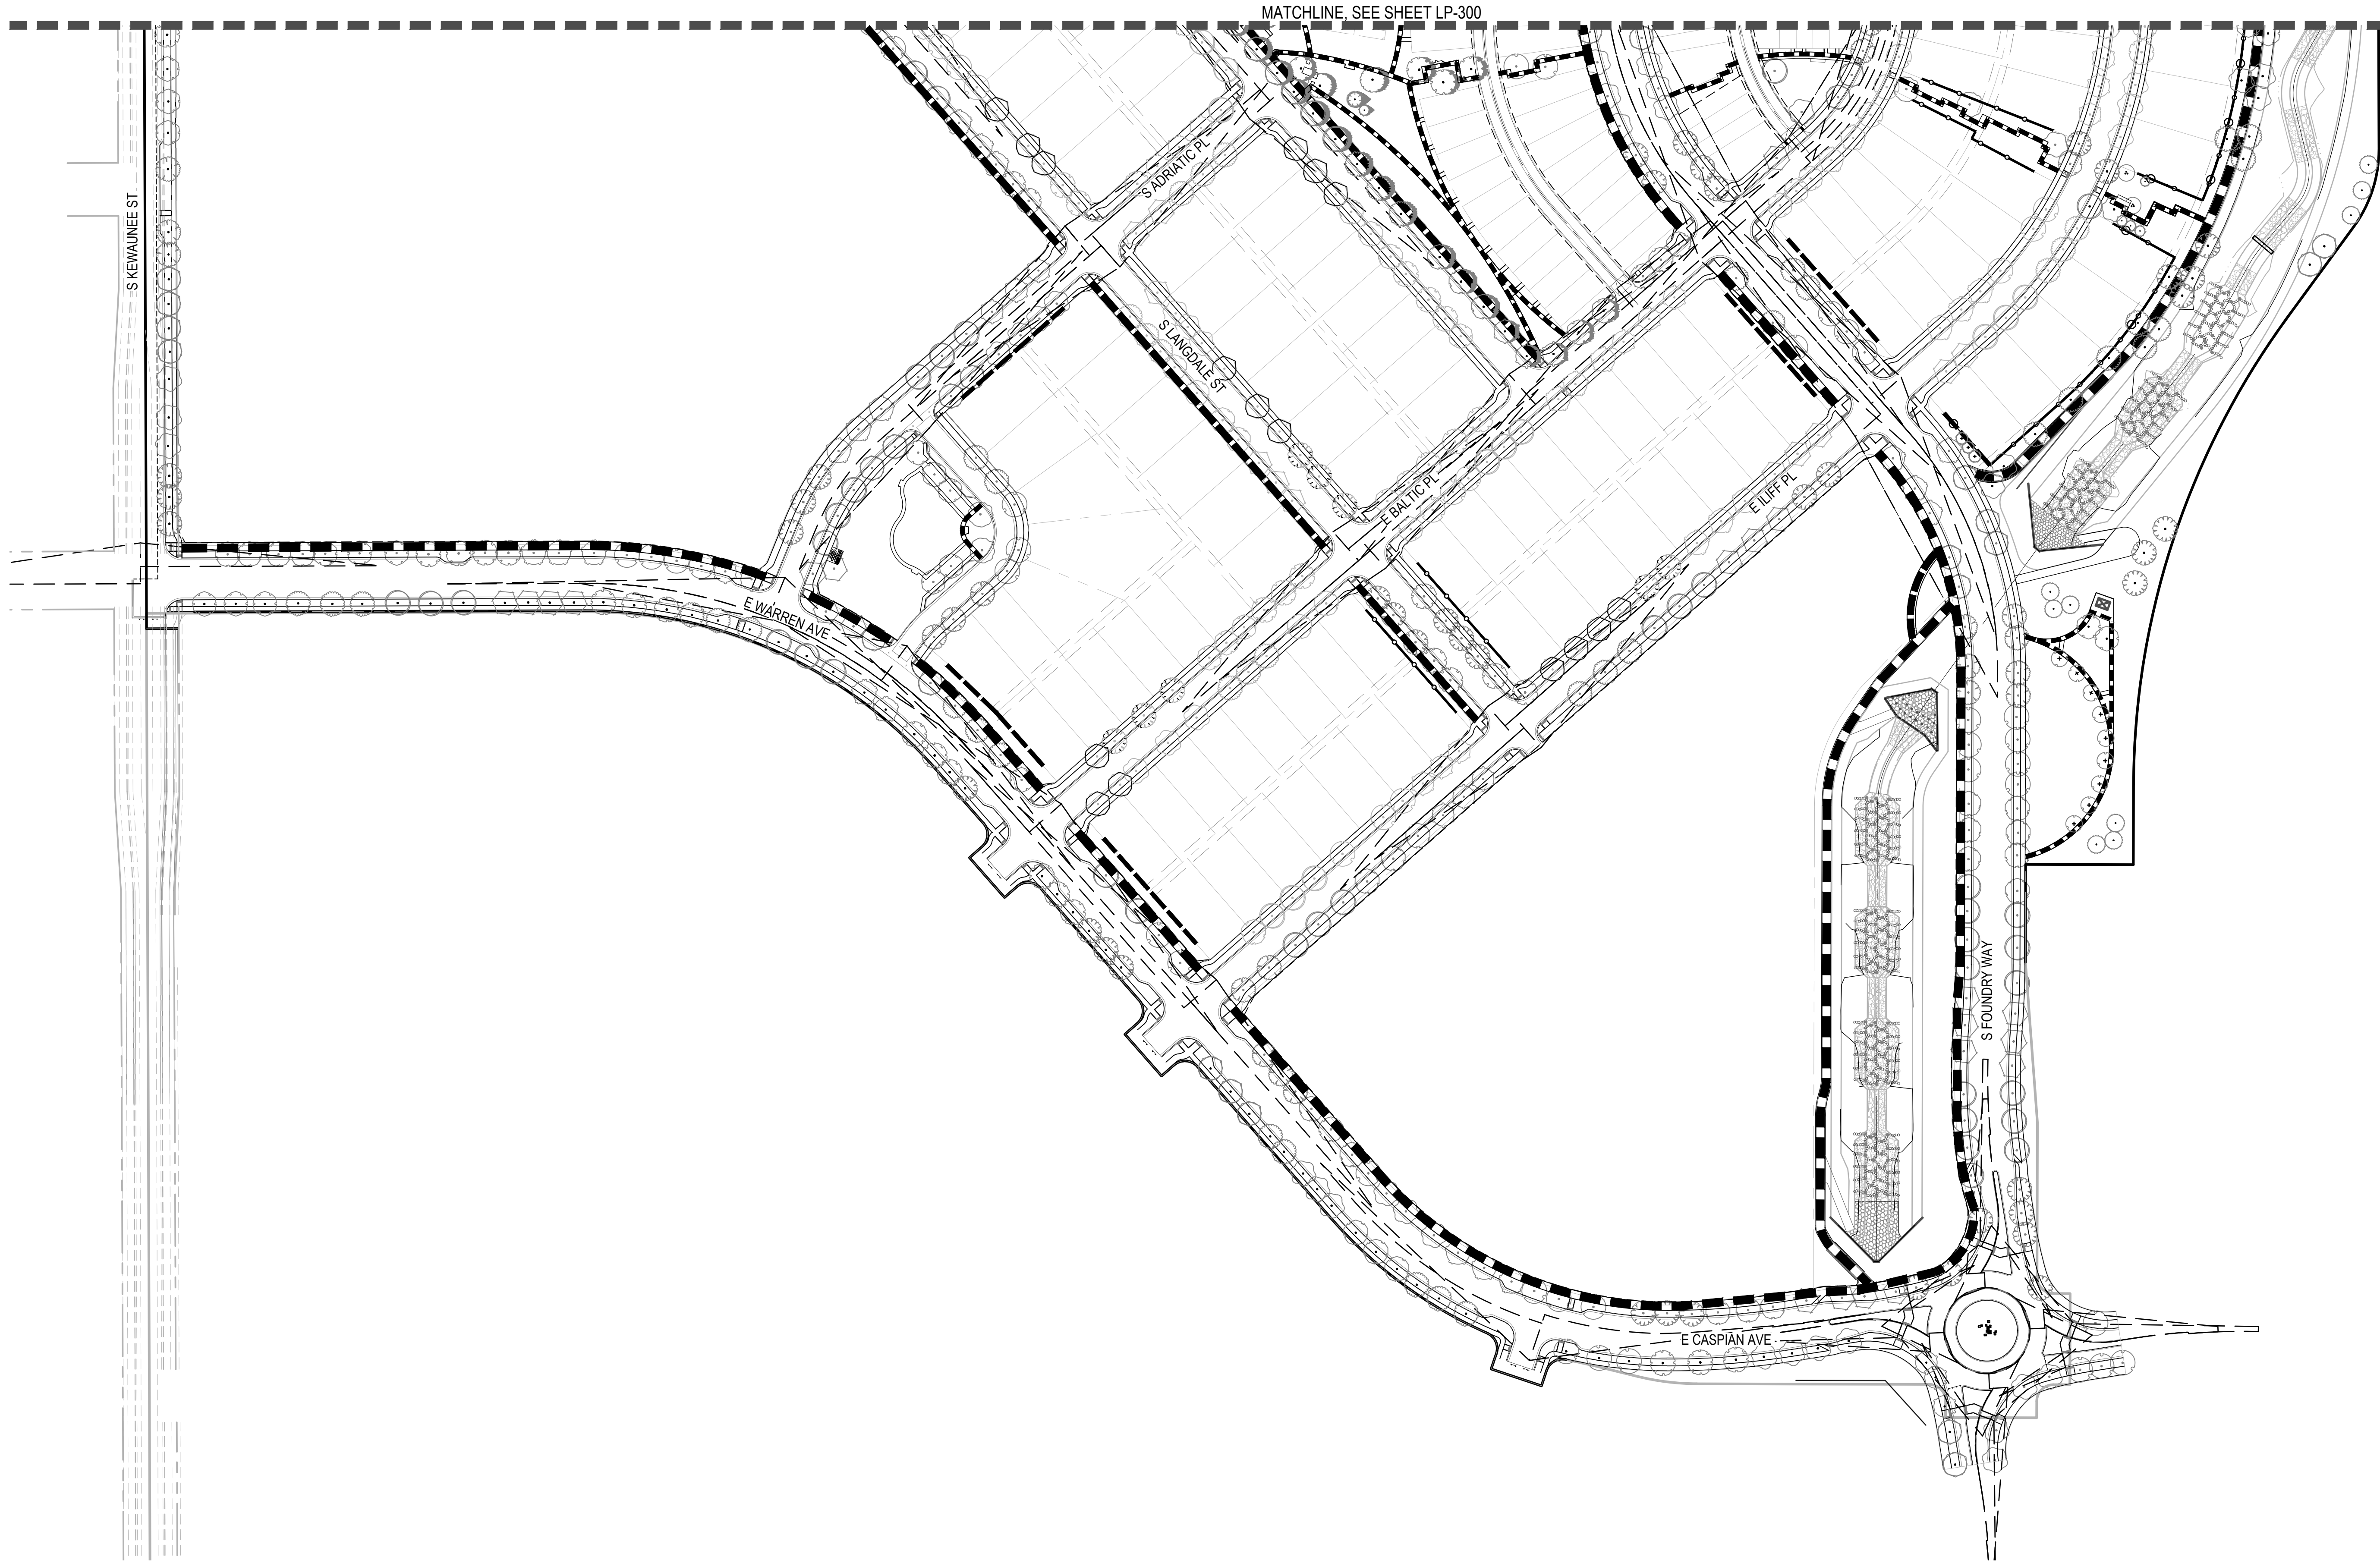 MATCHLINE, SEE SHEET LP-300
S KEWAUNEE ST
S ADRIATIC PL
S LANGDALE ST
E BALTIC PL
E ILIFF PL
E WARREN AVE
S FOUNDRY WAY
E CASPIAN AVE